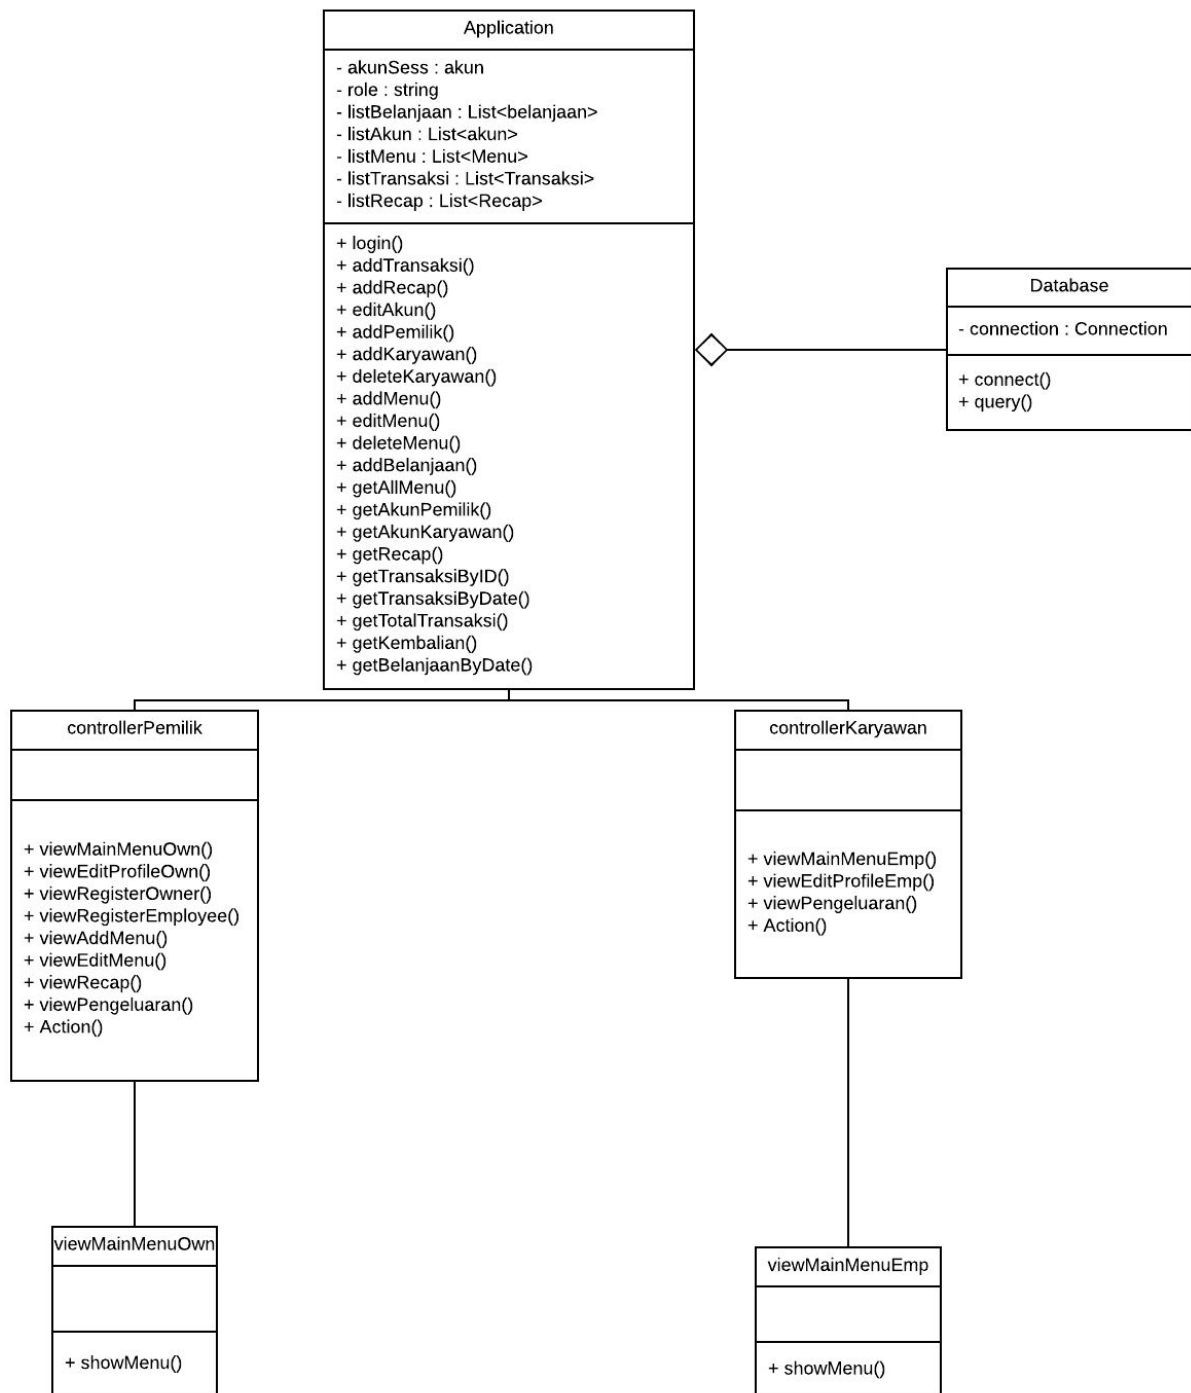 Application
- akunSess : akun
- role : string
- listBelanjaan : List<belanjaan>
- listAkun : List<akun>
- listMenu : List<Menu>
- listTransaksi : List<Transaksi>
- listRecap : List<Recap>
+ login()
+ addTransaksi()
+ addRecap()
+ editAkun()
+ addPemilik()
+ addKaryawan()
+ deleteKaryawan()
+ addMenu()
+ editMenu()
+ deleteMenu()
+ addBelanjaan()
+ getAllMenu()
+ getAkunPemilik()
+ getAkunKaryawan()
+ getRecap()
+ getTransaksiByID()
+ getTransaksiByDate()
+ getTotalTransaksi()
+ getKembalian()
+ getBelanjaanByDate()
Database
- connection : Connection
+ connect()
+ query()
controllerPemilik
+ viewMainMenuOwn()
+ viewEditProfileOwn()
+ viewRegisterOwner()
+ viewRegisterEmployee()
+ viewAddMenu()
+ viewEditMenu()
+ viewRecap()
+ viewPengeluaran()
+ Action()
controllerKaryawan
+ viewMainMenuEmp()
+ viewEditProfileEmp()
+ viewPengeluaran()
+ Action()
viewMainMenuOwn
+ showMenu()
viewMainMenuEmp
+ showMenu()